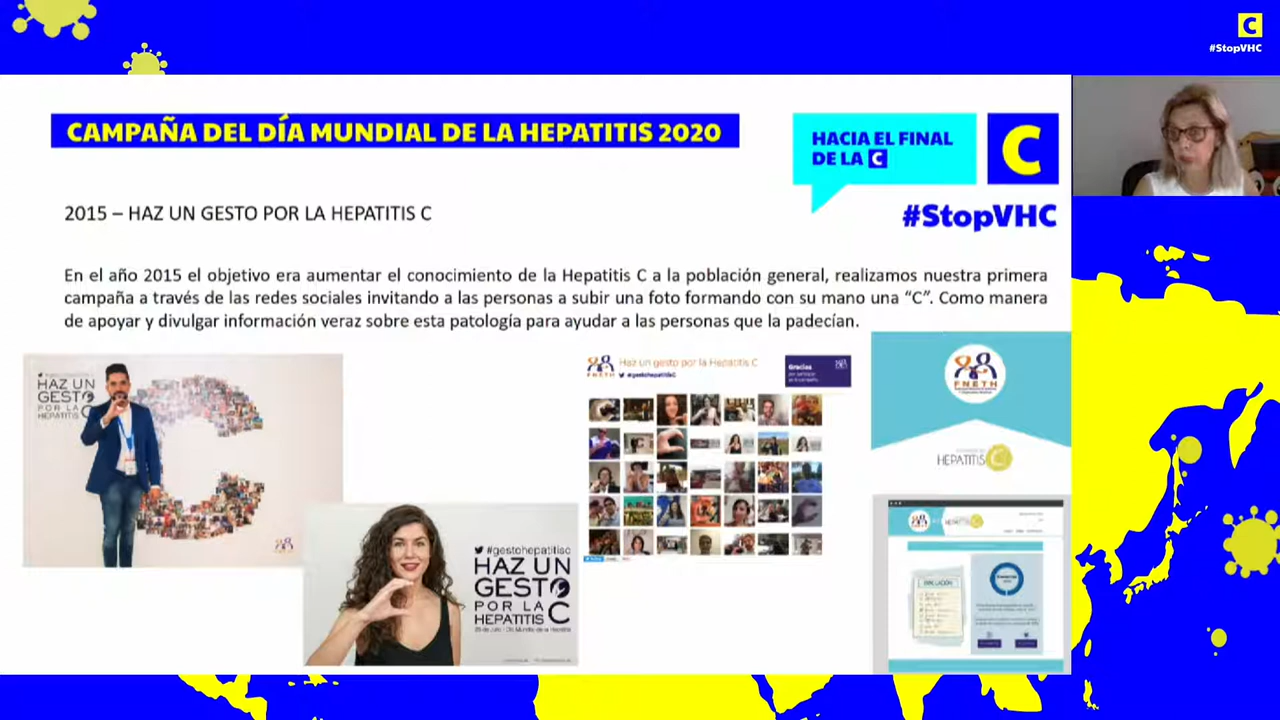 C
#StopVHC
CAMPAÑA DEL DÍA MUNDIAL DE LA HEPATITIS 2020
HACIA EL FINAL
DE LA C
C
#StopVHC
2015 – HAZ UN GESTO POR LA HEPATITIS C
En el año 2015 el objetivo era aumentar el conocimiento de la Hepatitis C a la población general, realizamos nuestra primera
campaña a través de las redes sociales invitando a las personas a subir una foto formando con su mano una “C”. Como manera
de apoyar y divulgar información veraz sobre esta patología para ayudar a las personas que la padecían.
HAZ UN
GESTO
POR LA
HEPATITIS C
#gestohepatitisc
HAZ UN
GESTO
POR LA
HEPATITIS C
Haz un gesto por la Hepatitis C
#gestohepatitisC
Gracias
FNETH
HEPATITIS C